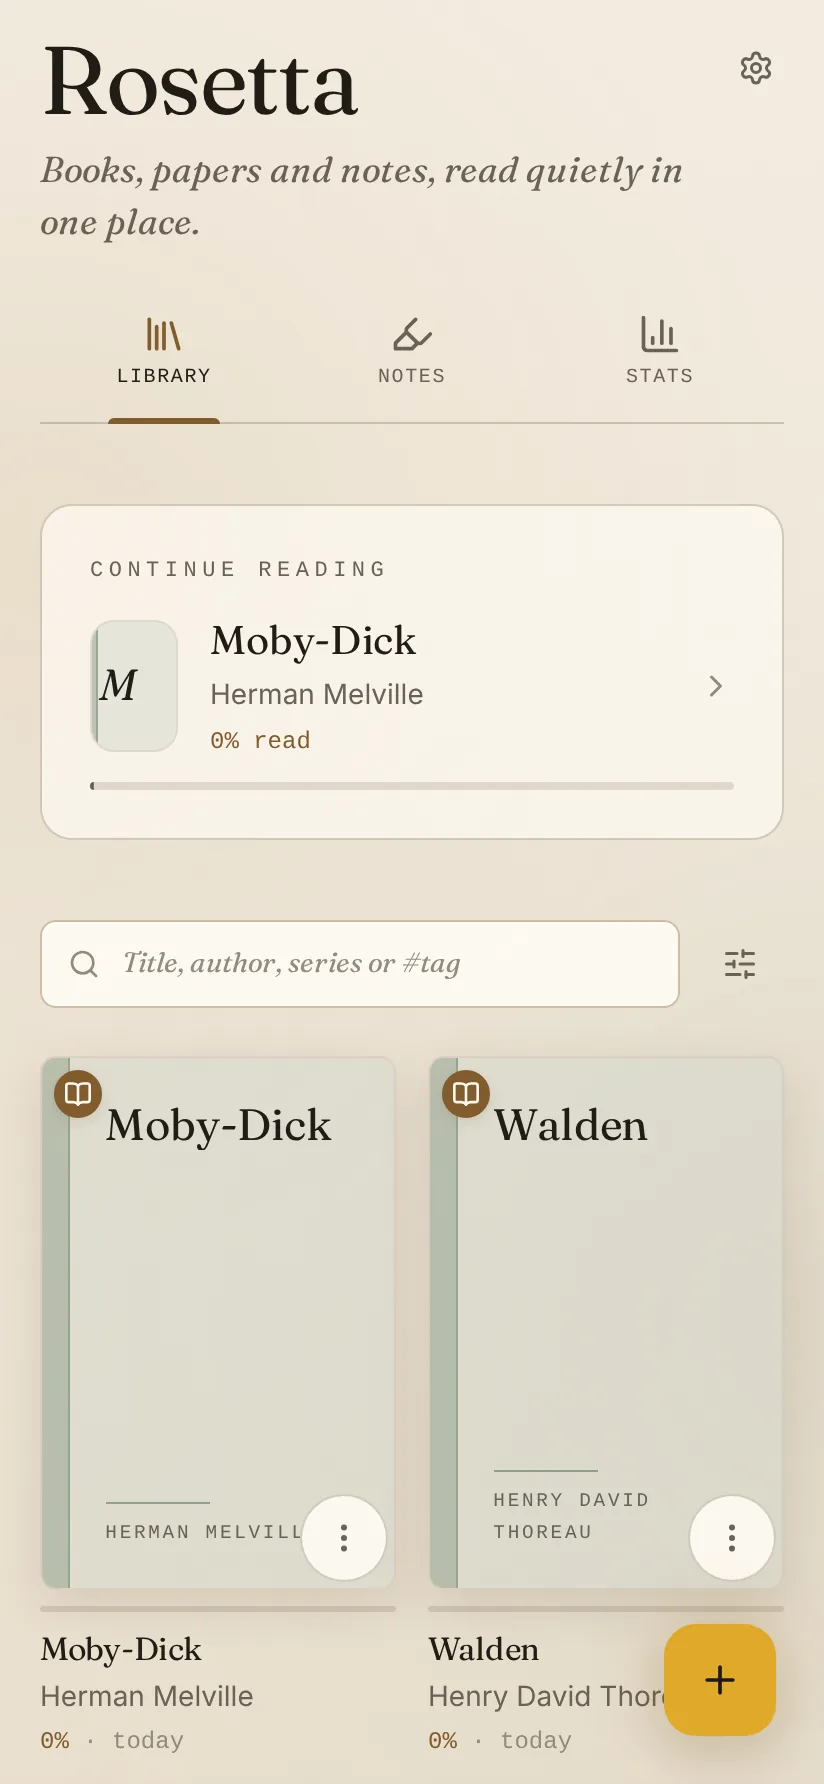 Rosetta
Books, papers and notes, read quietly in
one place.
LIBRARY
NOTES
STATS
CONTINUE READING
M
Moby-Dick
Herman Melville
0% read
Title, author, series or #tag
Moby-Dick
HERMAN MELVILL
Walden
HENRY DAVID
THOREAU
Moby-Dick
Herman Melville
0% · today
Walden
Henry David Thor
0% · today